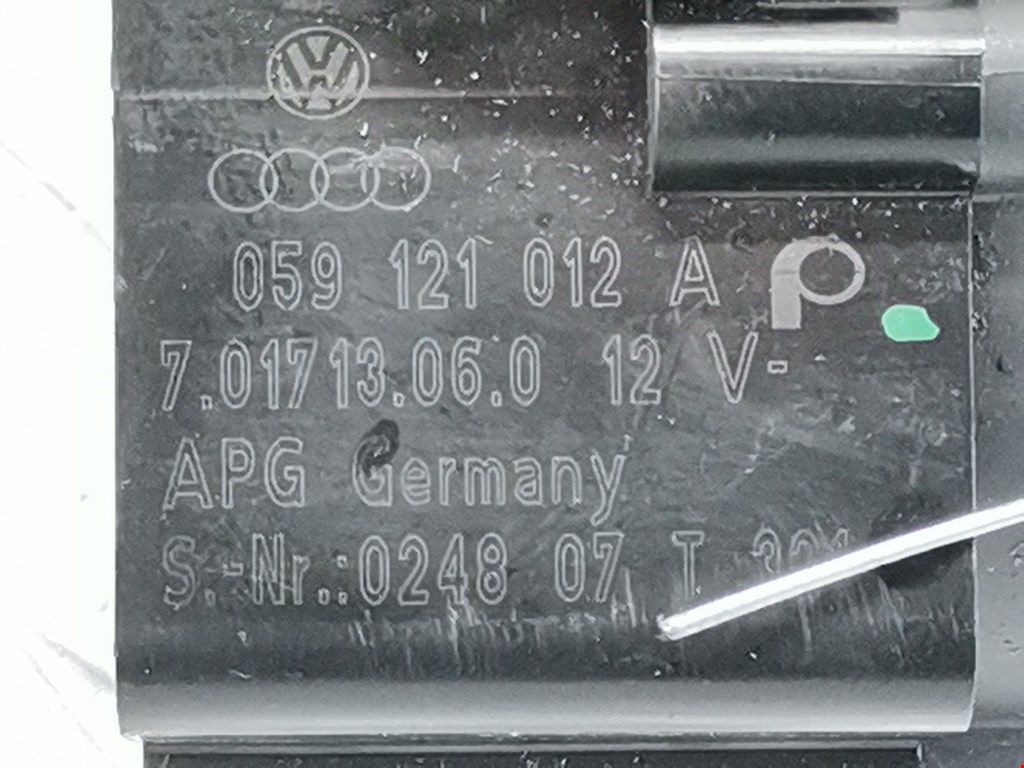 059 121 012 A
7.01713.06.0 12 V-
APG Germany
S.-Nr.:0248 07 T